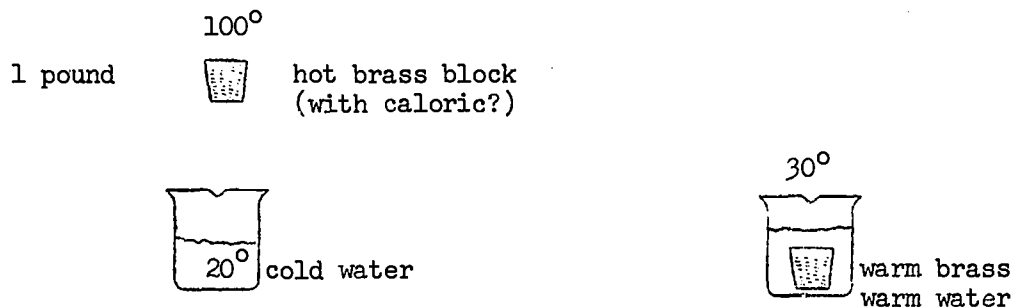 100°
1 pound
hot brass block
(with caloric?)
30°
20° cold water
warm brass
warm water